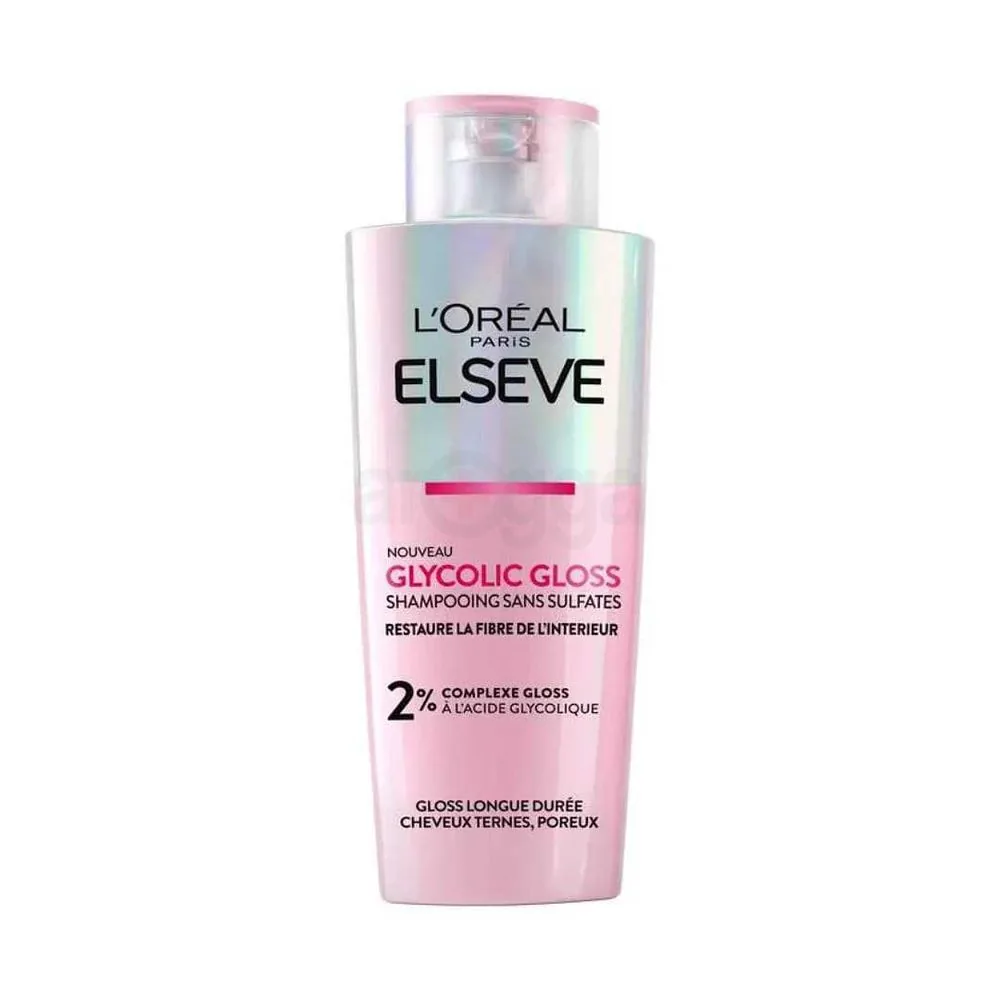 L'ORÉAL
PARIS
ELSEVE
arogga
NOUVEAU
GLYCOLIC GLOSS
SHAMPOOING SANS SULFATES
RESTAURE LA FIBRE DE L'INTERIEUR
2% COMPLEXE GLOSS
À L'ACIDE GLYCOLIQUE
GLOSS LONGUE DURÉE
CHEVEUX TERNES, POREUX